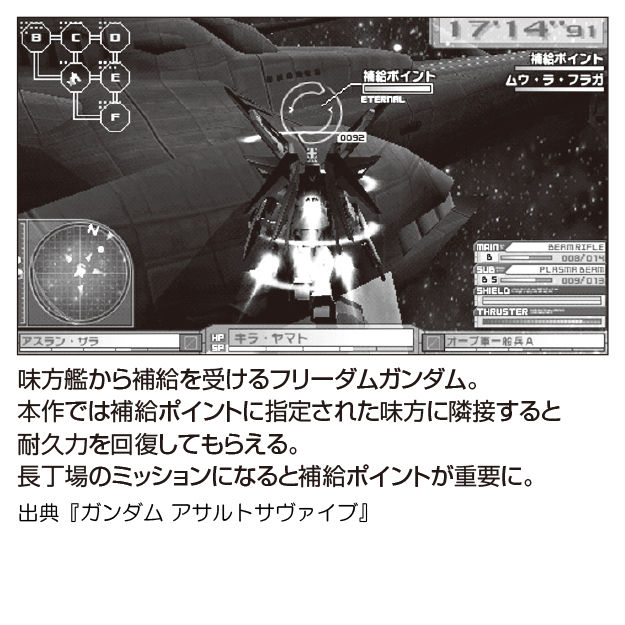 B C D
E
F
17'14"91
補給ポイント
ムウ・ラ・フラガ
補給ポイント
ETERNAL
0092
N
MAIN BEAM RIFLE
B 008/014
SUB PLASMA BEAM
B S 009/013
SHIELD
THRUSTER
アスラン・ザラ
HP キラ・ヤマト
SP
オーブ軍一般兵A
味方艦から補給を受けるフリーダムガンダム。
本作では補給ポイントに指定された味方に隣接すると
耐久力を回復してもらえる。
長丁場のミッションになると補給ポイントが重要に。
出典『ガンダム アサルトサヴァイブ』